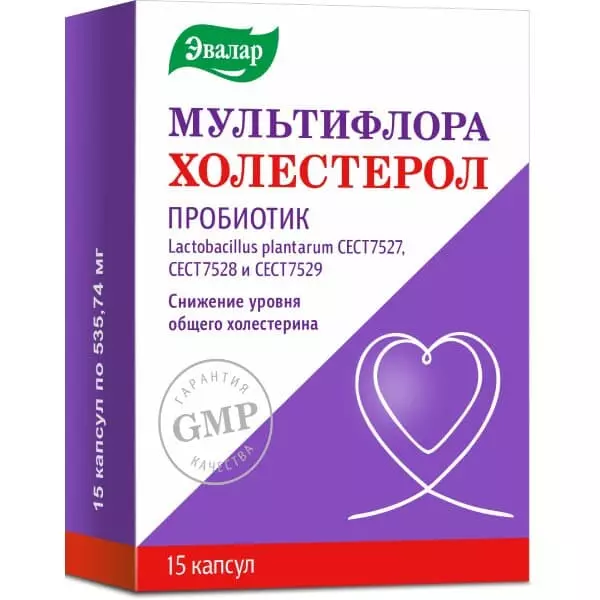 Эвалар
МУЛЬТИФЛОРА
ХОЛЕСТЕРОЛ
ПРОБИОТИК
Lactobacillus plantarum CECT7527,
CECT7528 и CECT7529
Снижение уровня
общего холестерина
ГАРАНТИЯ
GMP
КАЧЕСТВА
15 капсул
15 капсул по 535,74 мг